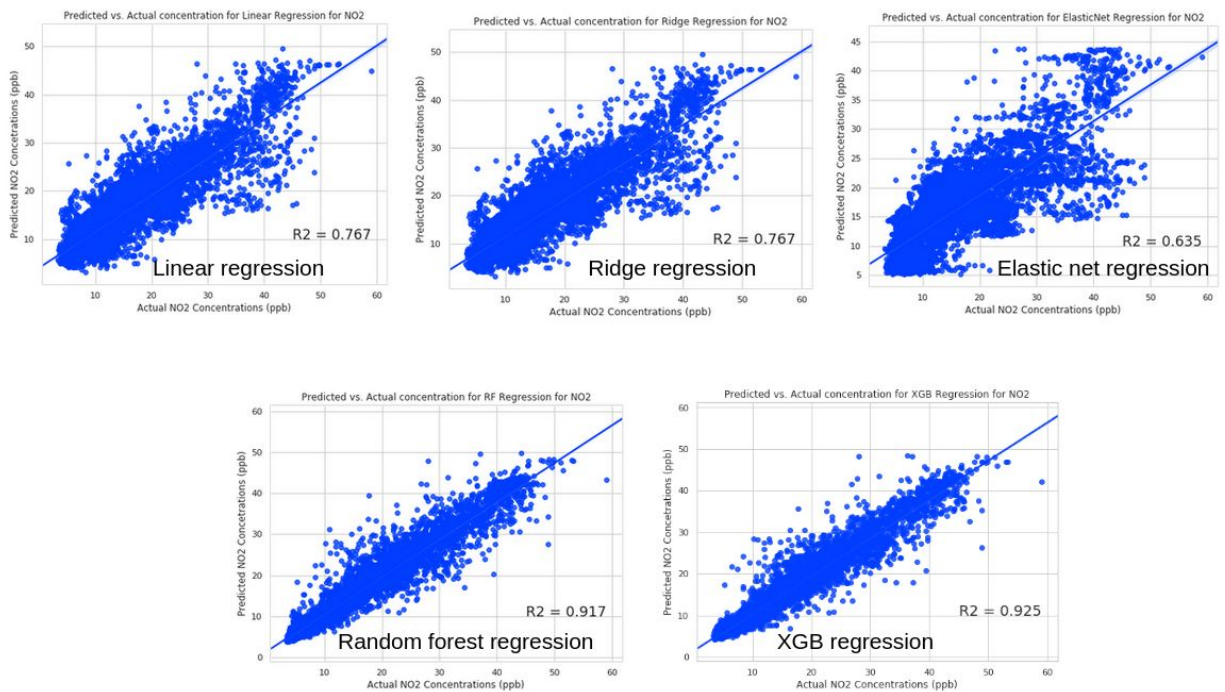 Predicted vs. Actual concentration for Linear Regression for NO2
Predicted NO2 Concetrations (ppb)
50
40
30
20
10
R2 = 0.767
Linear regression
10 20 30 40 50 60
Actual NO2 Concentrations (ppb)
Predicted vs. Actual concentration for Ridge Regression for NO2
Predicted NO2 Concetrations (ppb)
50
40
30
20
10
R2 = 0.767
Ridge regression
10 20 30 40 50 60
Actual NO2 Concentrations (ppb)
Predicted vs. Actual concentration for ElasticNet Regression for NO2
Predicted NO2 Concetrations (ppb)
45
40
35
30
25
20
15
10
5
R2 = 0.635
Elastic net regression
10 20 30 40 50 60
Actual NO2 Concentrations (ppb)
Predicted vs. Actual concentration for RF Regression for NO2
Predicted NO2 Concetrations (ppb)
60
50
40
30
20
10
0
R2 = 0.917
Random forest regression
10 20 30 40 50 60
Actual NO2 Concentrations (ppb)
Predicted vs. Actual concentration for XGB Regression for NO2
Predicted NO2 Concetrations (ppb)
60
50
40
30
20
10
0
R2 = 0.925
XGB regression
10 20 30 40 50 60
Actual NO2 Concentrations (ppb)